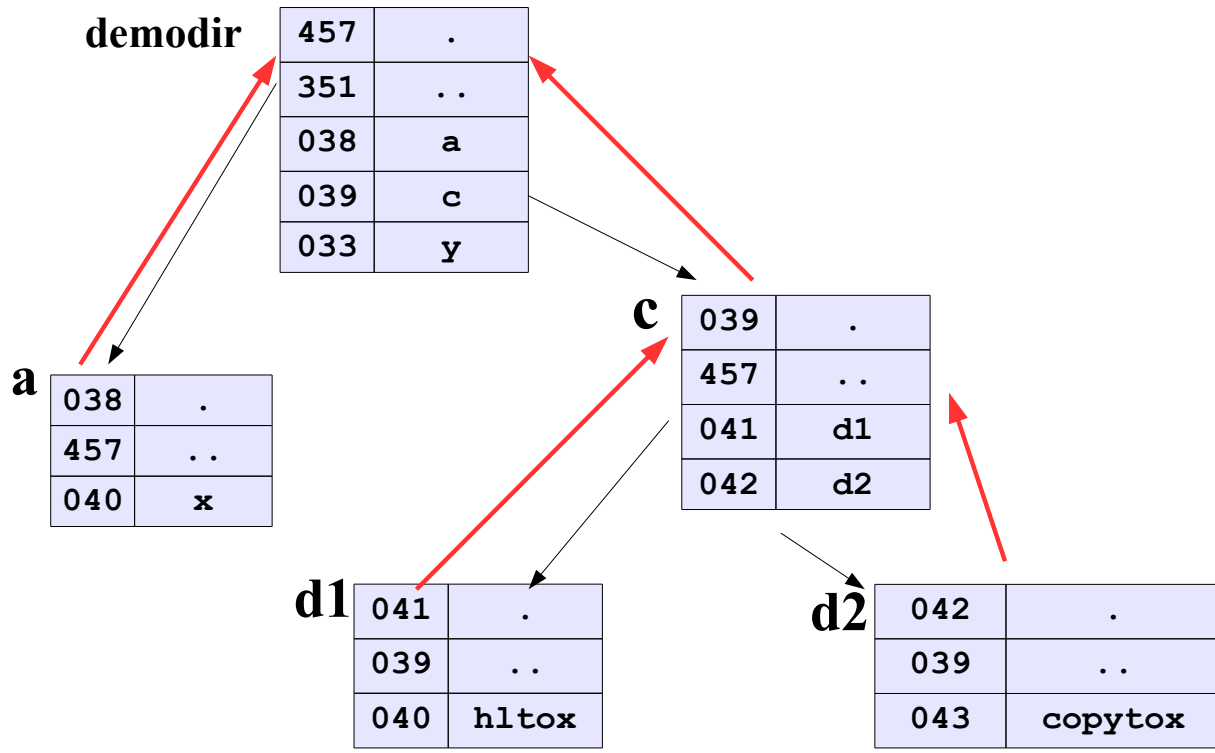 demodir
457 .
351 ..
038 a
039 c
033 y
a
038 .
457 ..
040 x
c
039 .
457 ..
041 d1
042 d2
d1
041 .
039 ..
040 hltox
d2
042 .
039 ..
043 copytox